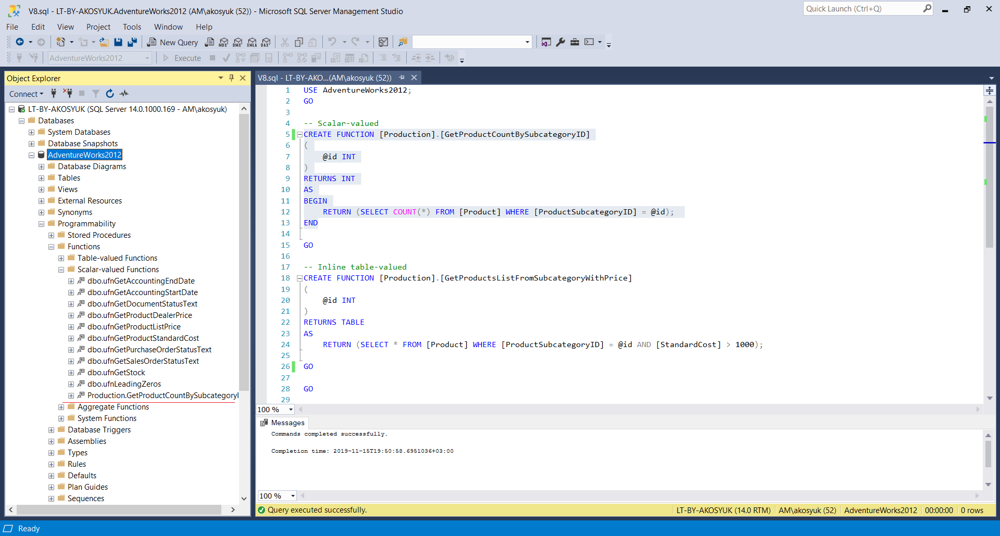 V8.sql - LT-BY-AKOSYUK.AdventureWorks2012 (AM\akosyuk (52)) - Microsoft SQL Server Management Studio
Quick Launch (Ctrl+Q)
File Edit View Project Tools Window Help
New Query MDX DMX XMLA DAX
AdventureWorks2012 Execute
Object Explorer
Connect
LT-BY-AKOSYUK (SQL Server 14.0.1000.169 - AM\akosyuk)
Databases
System Databases
Database Snapshots
AdventureWorks2012
Database Diagrams
Tables
Views
External Resources
Synonyms
Programmability
Stored Procedures
Functions
Table-valued Functions
Scalar-valued Functions
dbo.ufnGetAccountingEndDate
dbo.ufnGetAccountingStartDate
dbo.ufnGetDocumentStatusText
dbo.ufnGetProductDealerPrice
dbo.ufnGetProductListPrice
dbo.ufnGetProductStandardCost
dbo.ufnGetPurchaseOrderStatusText
dbo.ufnGetSalesOrderStatusText
dbo.ufnGetStock
dbo.ufnLeadingZeros
Production.GetProductCountBySubcategoryI
Aggregate Functions
System Functions
Database Triggers
Assemblies
Types
Rules
Defaults
Plan Guides
Sequences
V8.sql - LT-BY-AKO...(AM\akosyuk (52))
1 USE AdventureWorks2012;
2 GO
3
4 -- Scalar-valued
5 CREATE FUNCTION [Production].[GetProductCountBySubcategoryID]
6 (
7 @id INT
8 )
9 RETURNS INT
10 AS
11 BEGIN
12 RETURN (SELECT COUNT(*) FROM [Product] WHERE [ProductSubcategoryID] = @id);
13 END
14
15 GO
16
17 -- Inline table-valued
18 CREATE FUNCTION [Production].[GetProductsListFromSubcategoryWithPrice]
19 (
20 @id INT
21 )
22 RETURNS TABLE
23 AS
24 RETURN (SELECT * FROM [Product] WHERE [ProductSubcategoryID] = @id AND [StandardCost] > 1000);
25
26 GO
27
28 GO
29
100 %
Messages
Commands completed successfully.
Completion time: 2019-11-15T19:50:58.6951036+03:00
100 %
Query executed successfully. LT-BY-AKOSYUK (14.0 RTM) AM\akosyuk (52) AdventureWorks2012 00:00:00 0 rows
Ready